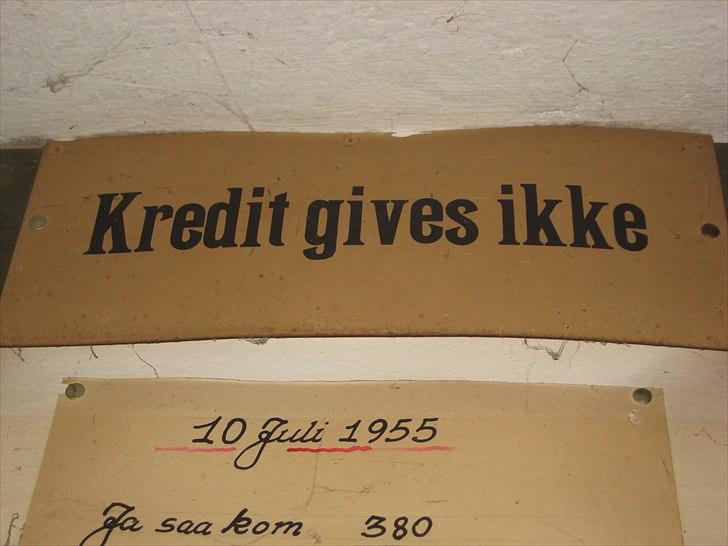 Kredit gives ikke
10 Juli 1955
Ja saa kom 380